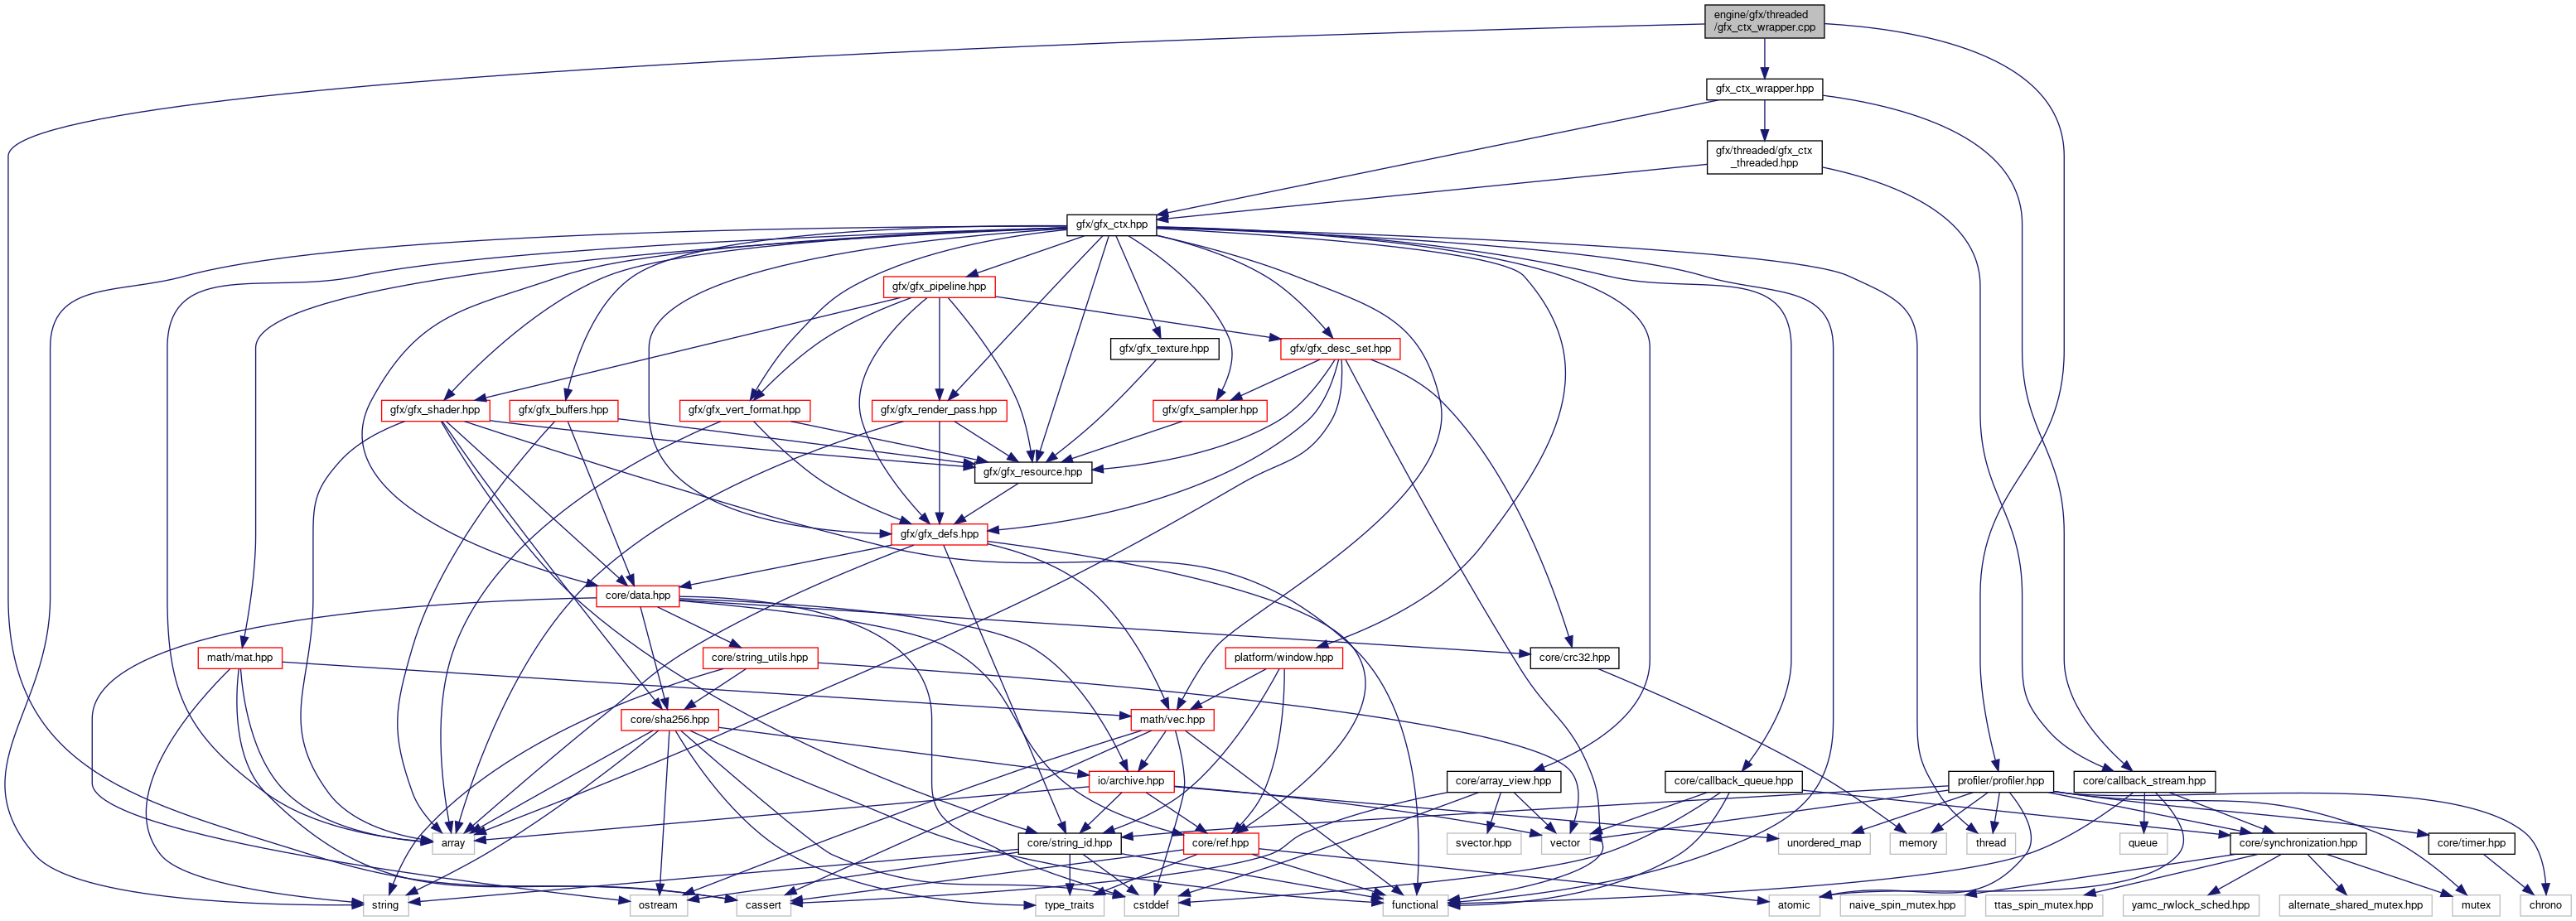 engine/gfx/threaded
/gfx_ctx_wrapper.cpp
gfx_ctx_wrapper.hpp
gfx/threaded/gfx_ctx
_threaded.hpp
gfx/gfx_ctx.hpp
gfx/gfx_pipeline.hpp
gfx/gfx_texture.hpp
gfx/gfx_desc_set.hpp
gfx/gfx_shader.hpp
gfx/gfx_buffers.hpp
gfx/gfx_vert_format.hpp
gfx/gfx_render_pass.hpp
gfx/gfx_sampler.hpp
gfx/gfx_resource.hpp
gfx/gfx_defs.hpp
core/data.hpp
math/mat.hpp
core/string_utils.hpp
platform/window.hpp
core/crc32.hpp
core/sha256.hpp
math/vec.hpp
io/archive.hpp
core/array_view.hpp
core/callback_queue.hpp
profiler/profiler.hpp
core/callback_stream.hpp
array
core/string_id.hpp
core/ref.hpp
svector.hpp
vector
unordered_map
memory
thread
queue
core/synchronization.hpp
core/timer.hpp
string
ostream
cassert
type_traits
cstddef
functional
atomic
naive_spin_mutex.hpp
ttas_spin_mutex.hpp
yamc_rwlock_sched.hpp
alternate_shared_mutex.hpp
mutex
chrono